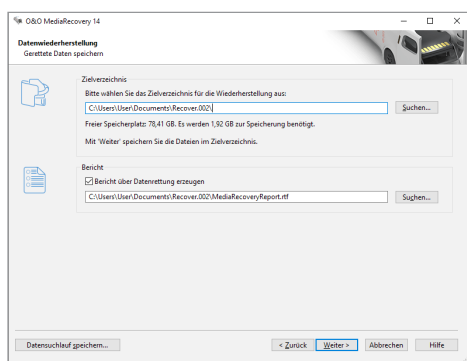 O&O MediaRecovery 14
Datenwiederherstellung
Gerettete Daten speichern
Zielverzeichnis
Bitte wählen Sie das Zielverzeichnis für die Wiederherstellung aus:
C:\Users\User\Documents\Recover.002\
Suchen...
Freier Speicherplatz: 78,41 GB. Es werden 1,92 GB zur Speicherung benötigt.
Mit 'Weiter' speichern Sie die Dateien im Zielverzeichnis.
Bericht
Bericht über Datenrettung erzeugen
C:\Users\User\Documents\Recover.002\MediaRecoveryReport.rtf
Suchen...
Datensuchlauf speichern... < Zurück Weiter > Abbrechen Hilfe